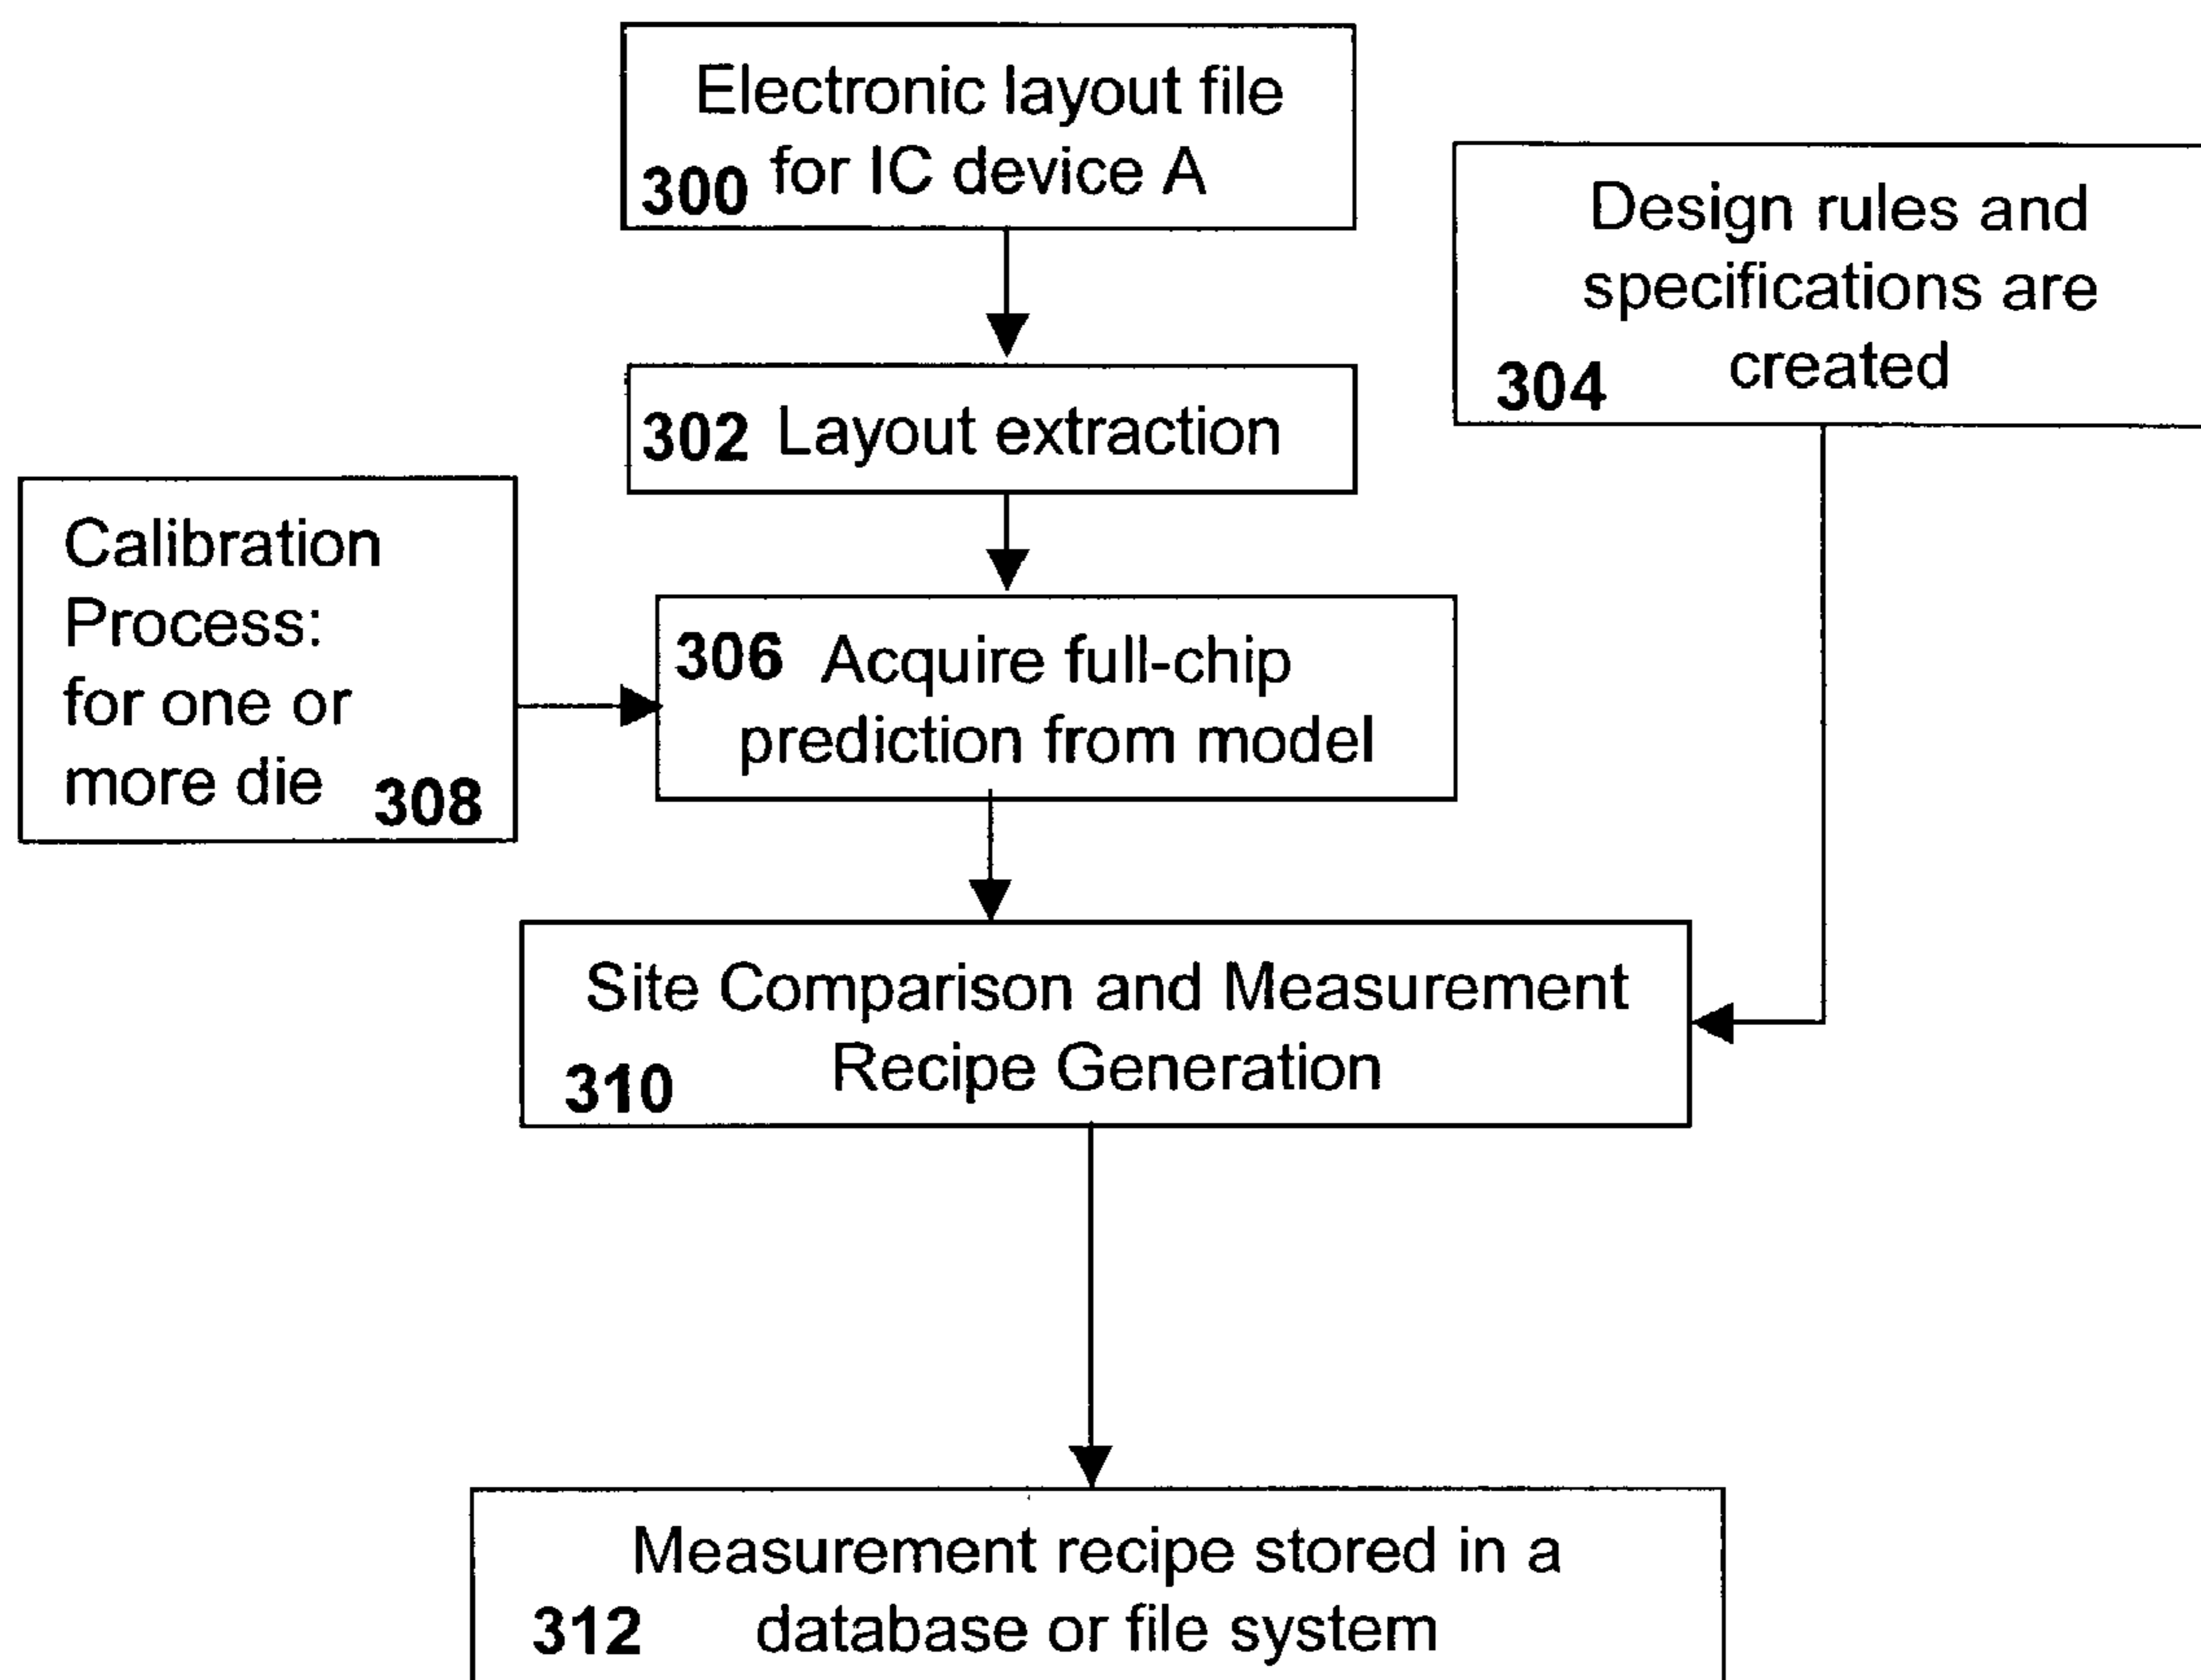 Electronic layout file
300 for IC device A
Design rules and
specifications are
304 created
302 Layout extraction
Calibration
Process:
for one or
more die 308
306 Acquire full-chip
prediction from model
Site Comparison and Measurement
310 Recipe Generation
Measurement recipe stored in a
312 database or file system